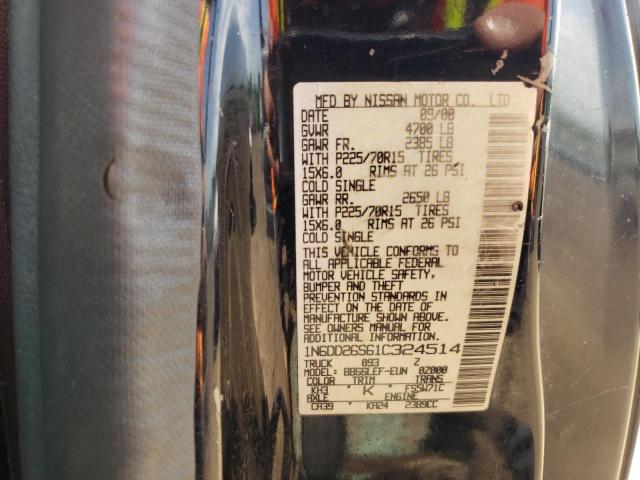 MFD BY NISSAN MOTOR CO. LTD
DATE 09/00
GVWR 4700 LB
GAWR FR. 2385 LB
WITH P225/70R15 TIRES
15X6.0 RIMS AT 26 PSI
COLD SINGLE
GAWR RR. 2650 LB
WITH P225/70R15 TIRES
15X6.0 RIMS AT 26 PSI
COLD SINGLE
THIS VEHICLE CONFORMS TO
ALL APPLICABLE FEDERAL
MOTOR VEHICLE SAFETY,
BUMPER AND THEFT
PREVENTION STANDARDS IN
EFFECT ON THE DATE OF
MANUFACTURE SHOWN ABOVE.
SEE OWNERS MANUAL FOR
ADDITIONAL INFORMATION
1N6DD26S61C324514
TRUCK 093 Z
MODEL: BB66LEF-EUN 02000
COLOR TRIM TRANS
KH3 K FS5W71C
AXLE ENGINE
CA39 KA24 2389CC